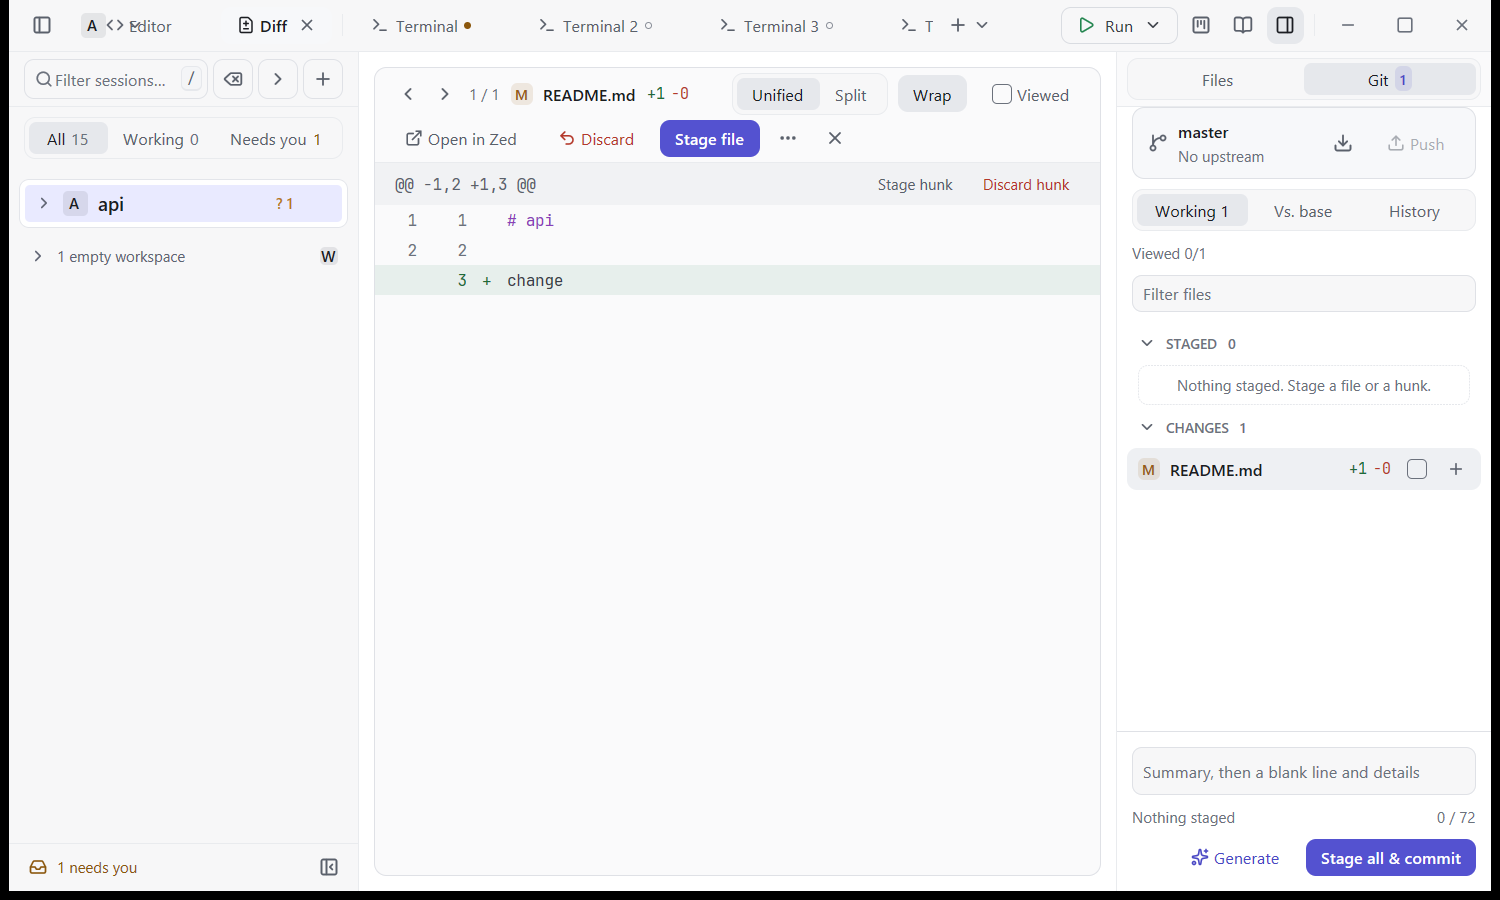 A Editor
Diff
Terminal
Terminal 2
Terminal 3
T
Run
Filter sessions... /
All 15
Working 0
Needs you 1
A api ? 1
1 empty workspace W
1 needs you
1 / 1 M README.md +1 -0
Unified
Split
Wrap
Viewed
Open in Zed
Discard
Stage file
@@ -1,2 +1,3 @@
Stage hunk
Discard hunk
1 1 # api
2 2
3 + change
Files
Git 1
master
No upstream
Push
Working 1
Vs. base
History
Viewed 0/1
Filter files
STAGED 0
Nothing staged. Stage a file or a hunk.
CHANGES 1
M README.md +1 -0
Summary, then a blank line and details
Nothing staged 0 / 72
Generate
Stage all & commit